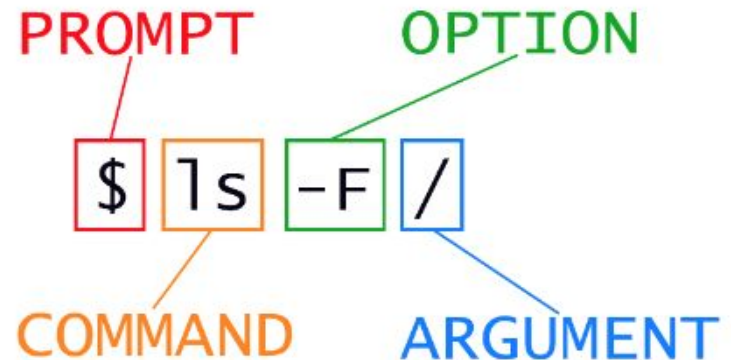 PROMPT OPTION
$ ls -F /
COMMAND ARGUMENT